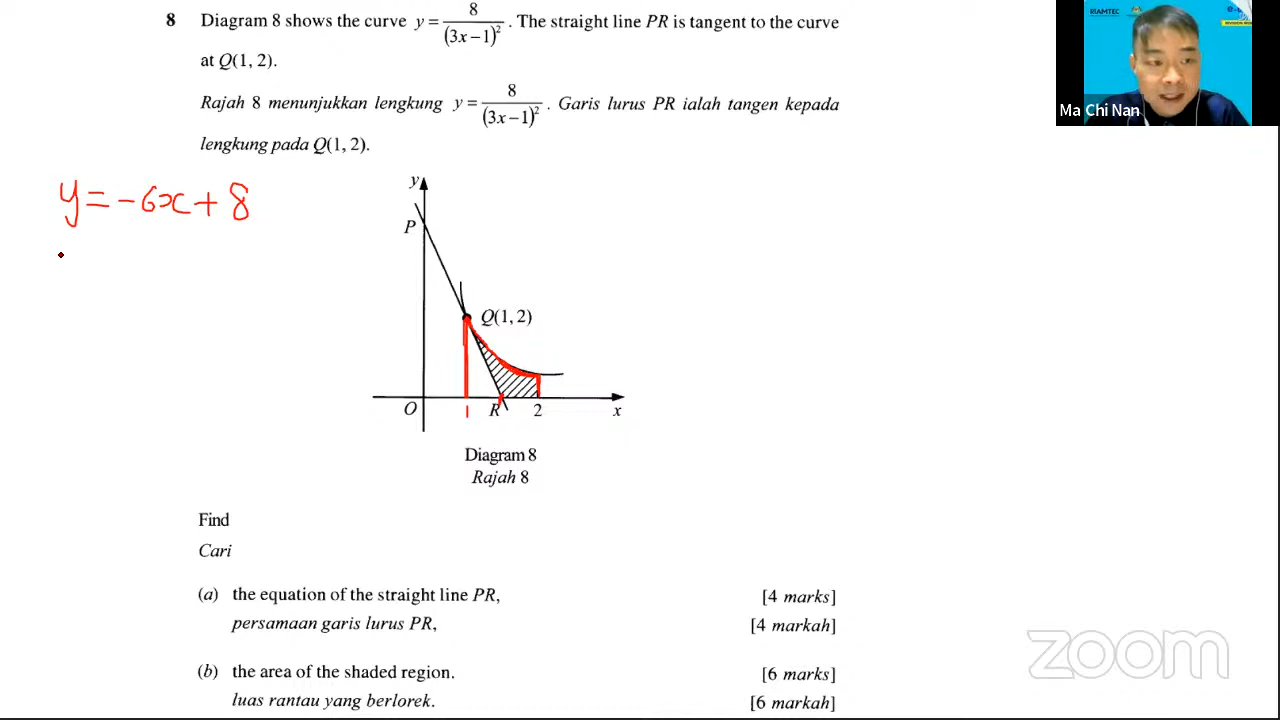 8 Diagram 8 shows the curve y = 8/(3x−1)². The straight line PR is tangent to the curve
at Q(1, 2).
Rajah 8 menunjukkan lengkung y = 8/(3x−1)². Garis lurus PR ialah tangen kepada
lengkung pada Q(1, 2).
y = -6x + 8
y
P
Q(1, 2)
O 1 R 2 x
Diagram 8
Rajah 8
Find
Cari
(a) the equation of the straight line PR, [4 marks]
persamaan garis lurus PR, [4 markah]
(b) the area of the shaded region. [6 marks]
luas rantau yang berlorek. [6 markah]
Ma Chi Nan
zoom